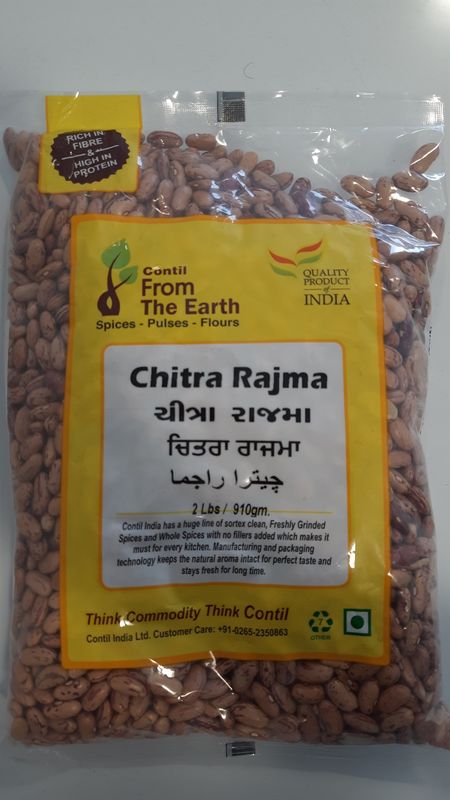 RICH IN
FIBRE
&
HIGH IN
PROTEIN
Contil
From
The Earth
Spices - Pulses - Flours
QUALITY
PRODUCT
of
INDIA
Chitra Rajma
ચીત્રા રાજમા
ਚਿਤਰਾ ਰਾਜਮਾ
چيترا راجما
2 Lbs / 910gm.
Contil India has a huge line of sortex clean, Freshly Grinded
Spices and Whole Spices with no fillers added which makes it
must for every kitchen. Manufacturing and packaging
technology keeps the natural aroma intact for perfect taste and
stays fresh for long time.
Think Commodity Think Contil
Contil India Ltd. Customer Care: +91-0265-2350863
7
OTHER